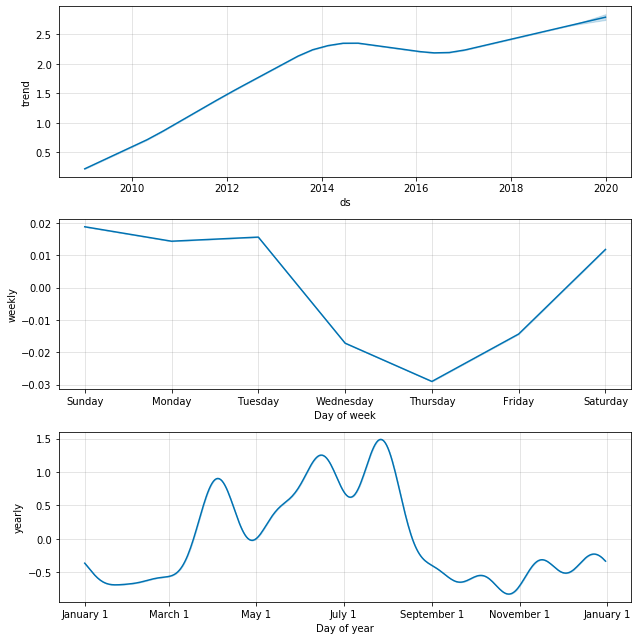 2.5
2.0
1.5
1.0
0.5
trend
2010 2012 2014 2016 2018 2020
ds
0.02
0.01
0.00
−0.01
−0.02
−0.03
weekly
Sunday Monday Tuesday Wednesday Thursday Friday Saturday
Day of week
1.5
1.0
0.5
0.0
−0.5
yearly
January 1 March 1 May 1 July 1 September 1 November 1 January 1
Day of year